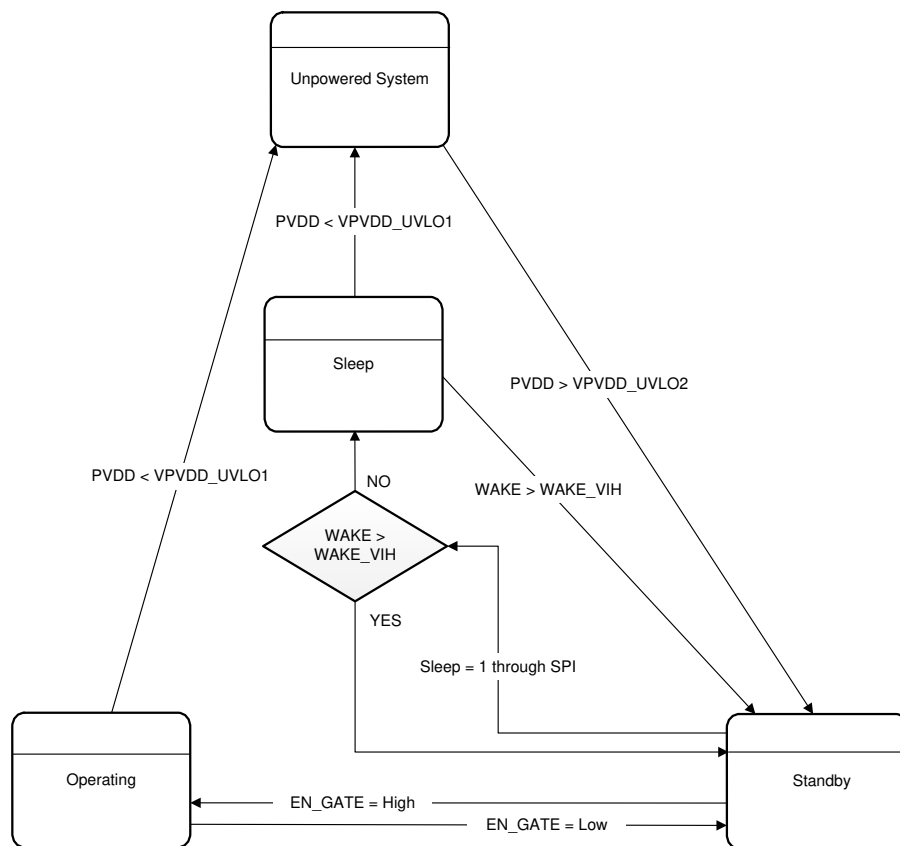 Unpowered System
PVDD < VPVDD_UVLO1
Sleep
PVDD > VPVDD_UVLO2
PVDD < VPVDD_UVLO1
NO
WAKE > WAKE_VIH
WAKE >
WAKE_VIH
YES
Sleep = 1 through SPI
Operating
Standby
EN_GATE = High
EN_GATE = Low